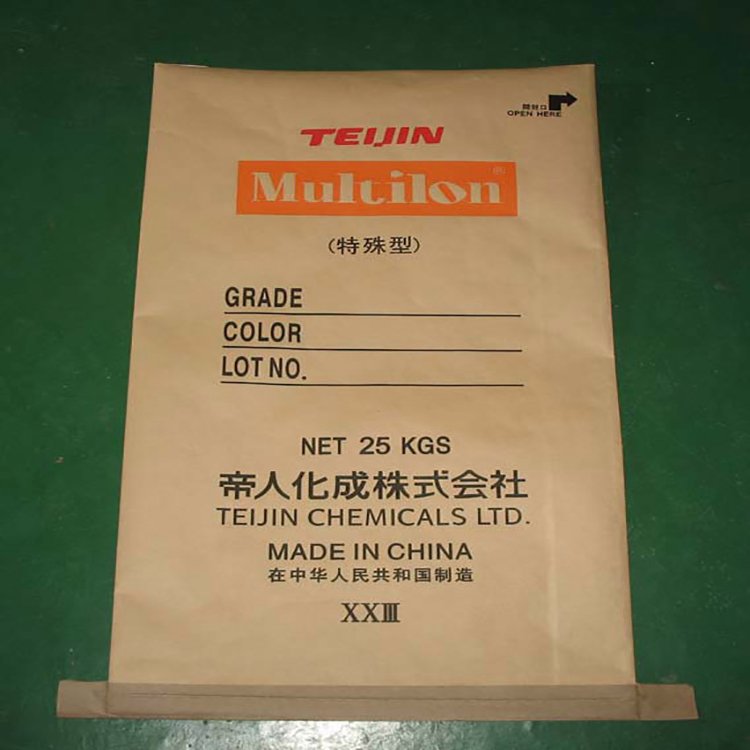 開封口
OPEN HERE
TEIJIN
Multilon®
(特殊型)
GRADE
COLOR
LOT NO.
NET 25 KGS
帝人化成株式会社
TEIJIN CHEMICALS LTD.
MADE IN CHINA
在中华人民共和国制造
XXIII